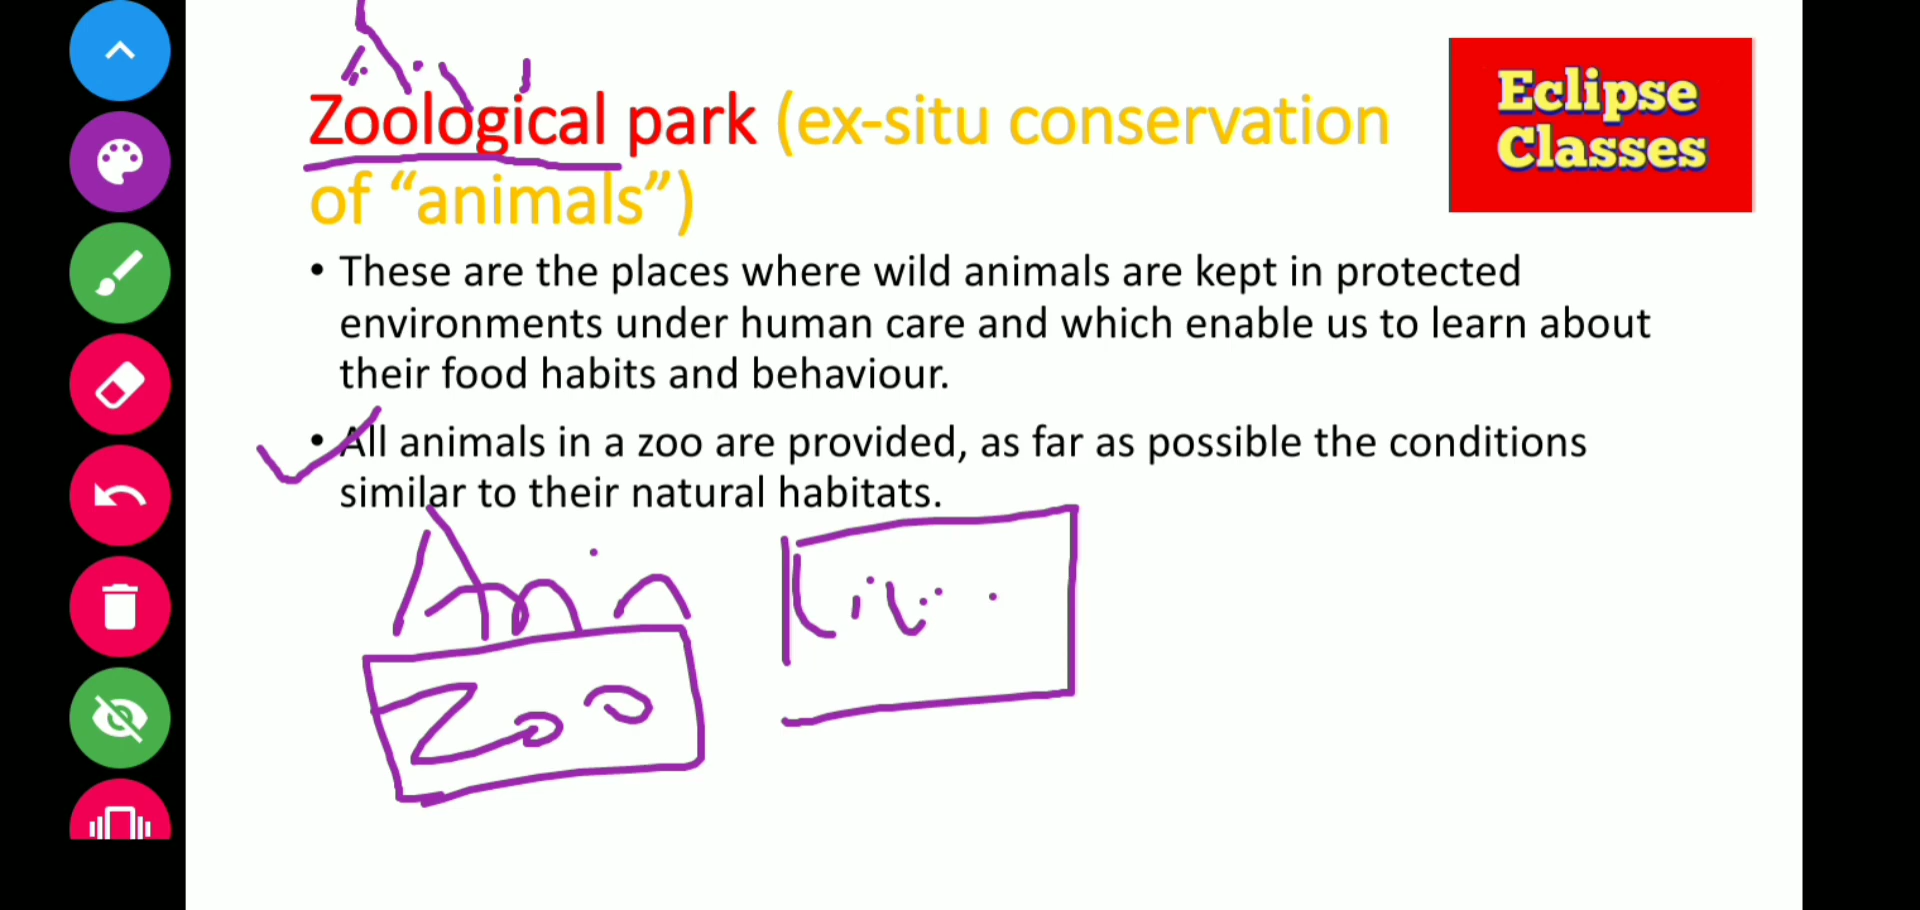 Zoological park (ex-situ conservation
of “animals”)
Eclipse
Classes
• These are the places where wild animals are kept in protected
environments under human care and which enable us to learn about
their food habits and behaviour.
• All animals in a zoo are provided, as far as possible the conditions
similar to their natural habitats.
Zoo